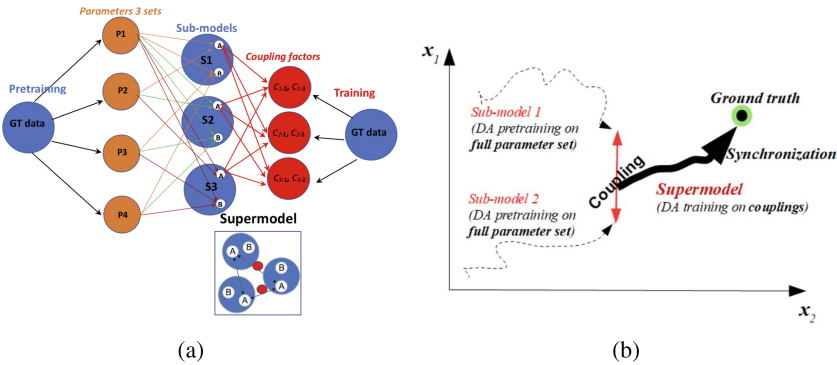 Parameters 3 sets
Sub-models
Coupling factors
Pretraining
Training
GT data
P1
P2
P3
P4
S1
A
B
S2
A
B
S3
A
B
C1-2, C1-3
C2-1, C2-3
C3-1, C3-2
GT data
Supermodel
A B
B
A
B
A
(a)
x1
Sub-model 1
(DA pretraining on
full parameter set)
Ground truth
Coupling
Synchronization
Sub-model 2
(DA pretraining on
full parameter set)
Supermodel
(DA training on couplings)
x2
(b)